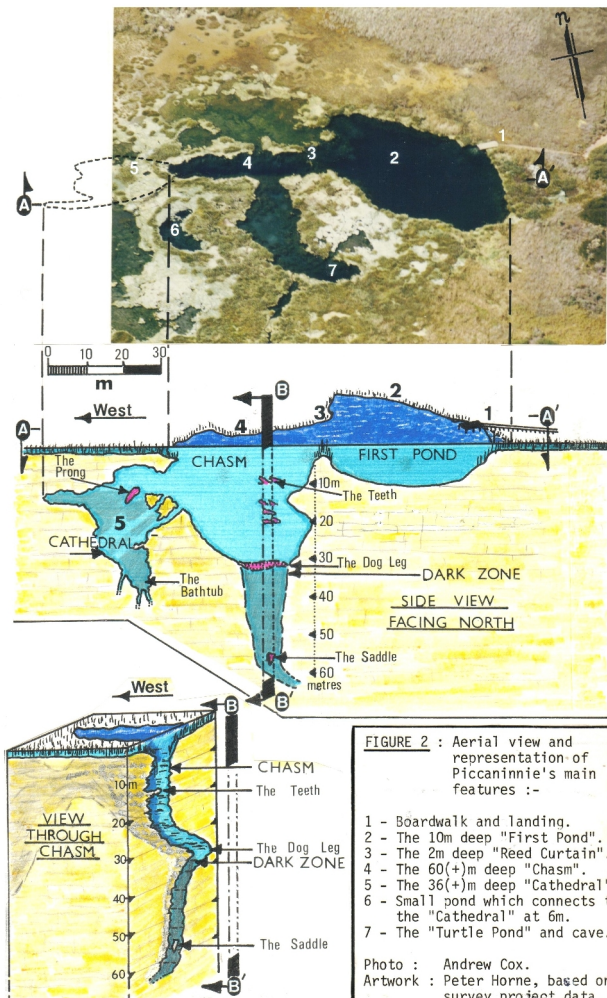 n
1
2
3
4
5
6
7
A
A'
0 10 20 30
m
West
B
A
4
3
2
1
A'
The
Prong
CHASM
FIRST POND
10m
The Teeth
20
5
CATHEDRAL
30
The Dog Leg
DARK ZONE
The
Bathtub
40
SIDE VIEW
FACING NORTH
50
The Saddle
60
metres
B'
West
B
CHASM
10m
The Teeth
VIEW
THROUGH
CHASM
20
The Dog Leg
30
DARK ZONE
40
50
The Saddle
60
B'
FIGURE 2 : Aerial view and
representation of
Piccaninnie's main
features :-
1 - Boardwalk and landing.
2 - The 10m deep "First Pond".
3 - The 2m deep "Reed Curtain".
4 - The 60(+)m deep "Chasm".
5 - The 36(+)m deep "Cathedral"
6 - Small pond which connects
the "Cathedral" at 6m.
7 - The "Turtle Pond" and cave.
Photo : Andrew Cox.
Artwork : Peter Horne, based on
survey project data